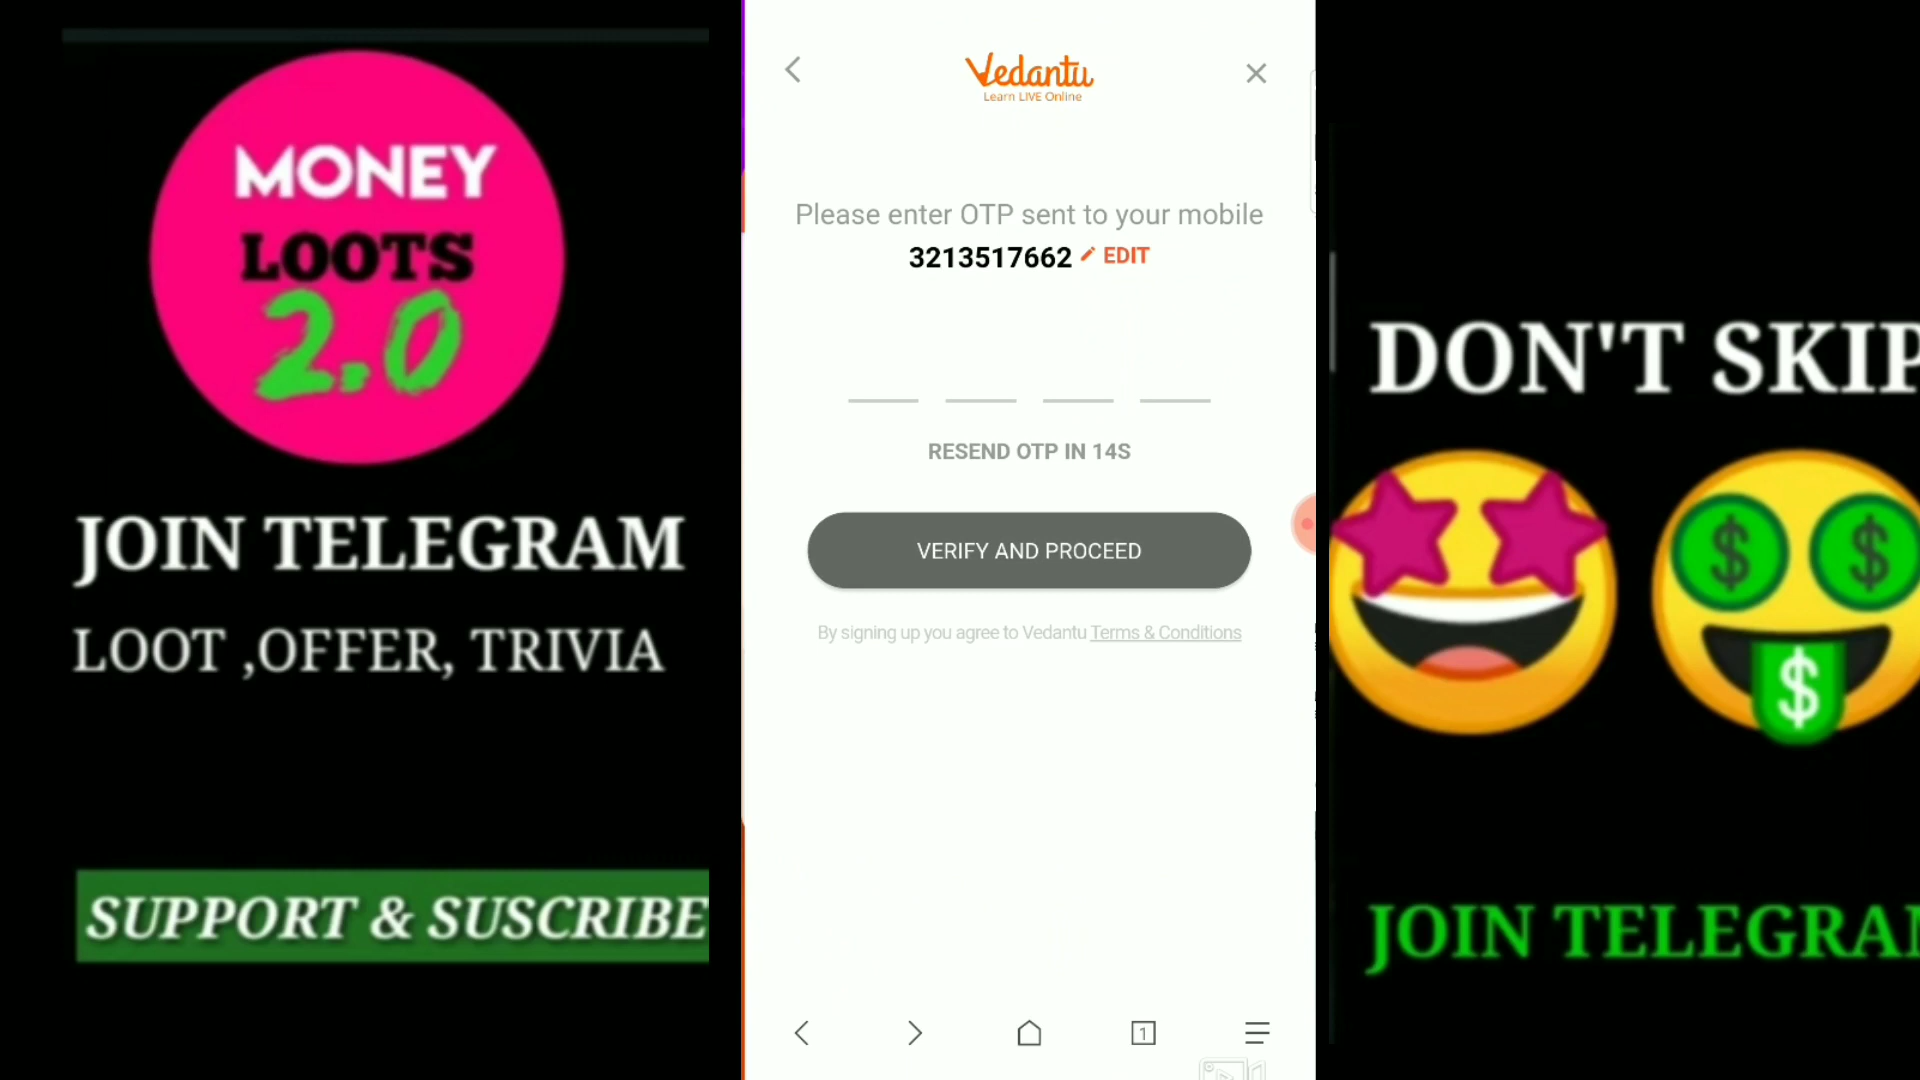 MONEY
LOOTS
2.0
JOIN TELEGRAM
LOOT ,OFFER, TRIVIA
SUPPORT & SUSCRIBE
Vedantu
Learn LIVE Online
Please enter OTP sent to your mobile
3213517662 EDIT
RESEND OTP IN 14S
VERIFY AND PROCEED
By signing up you agree to Vedantu Terms & Conditions
1
DON'T SKIP
JOIN TELEGRAM